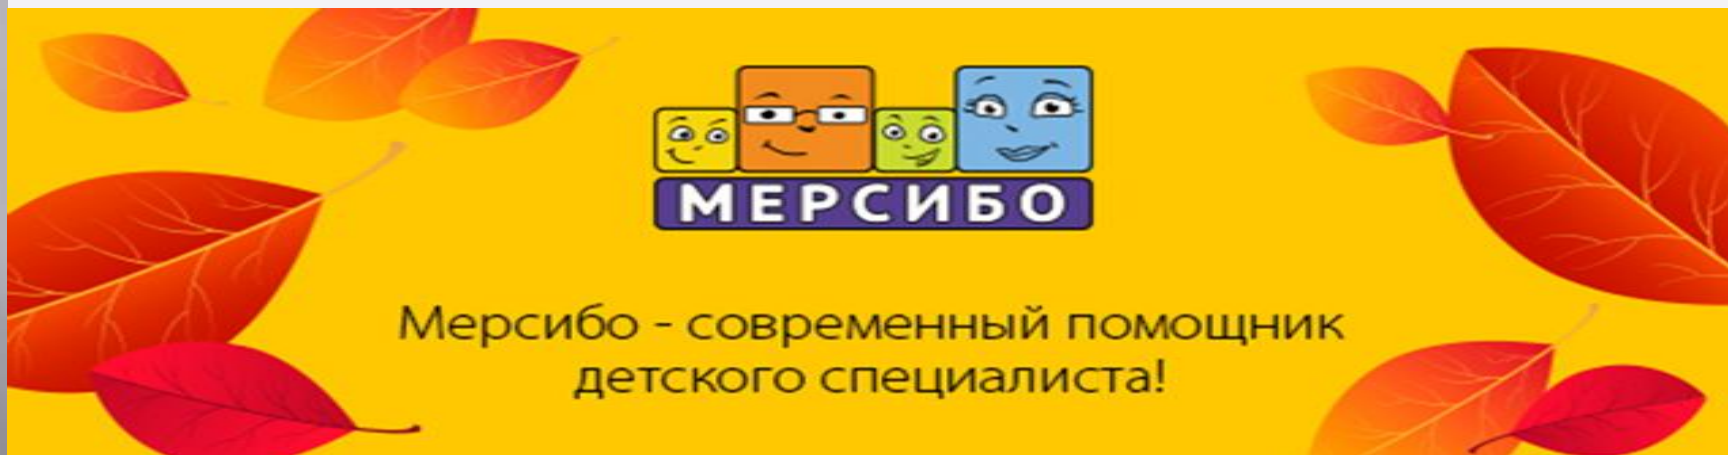 МЕРСИБО
Мерсибо - современный помощник
детского специалиста!